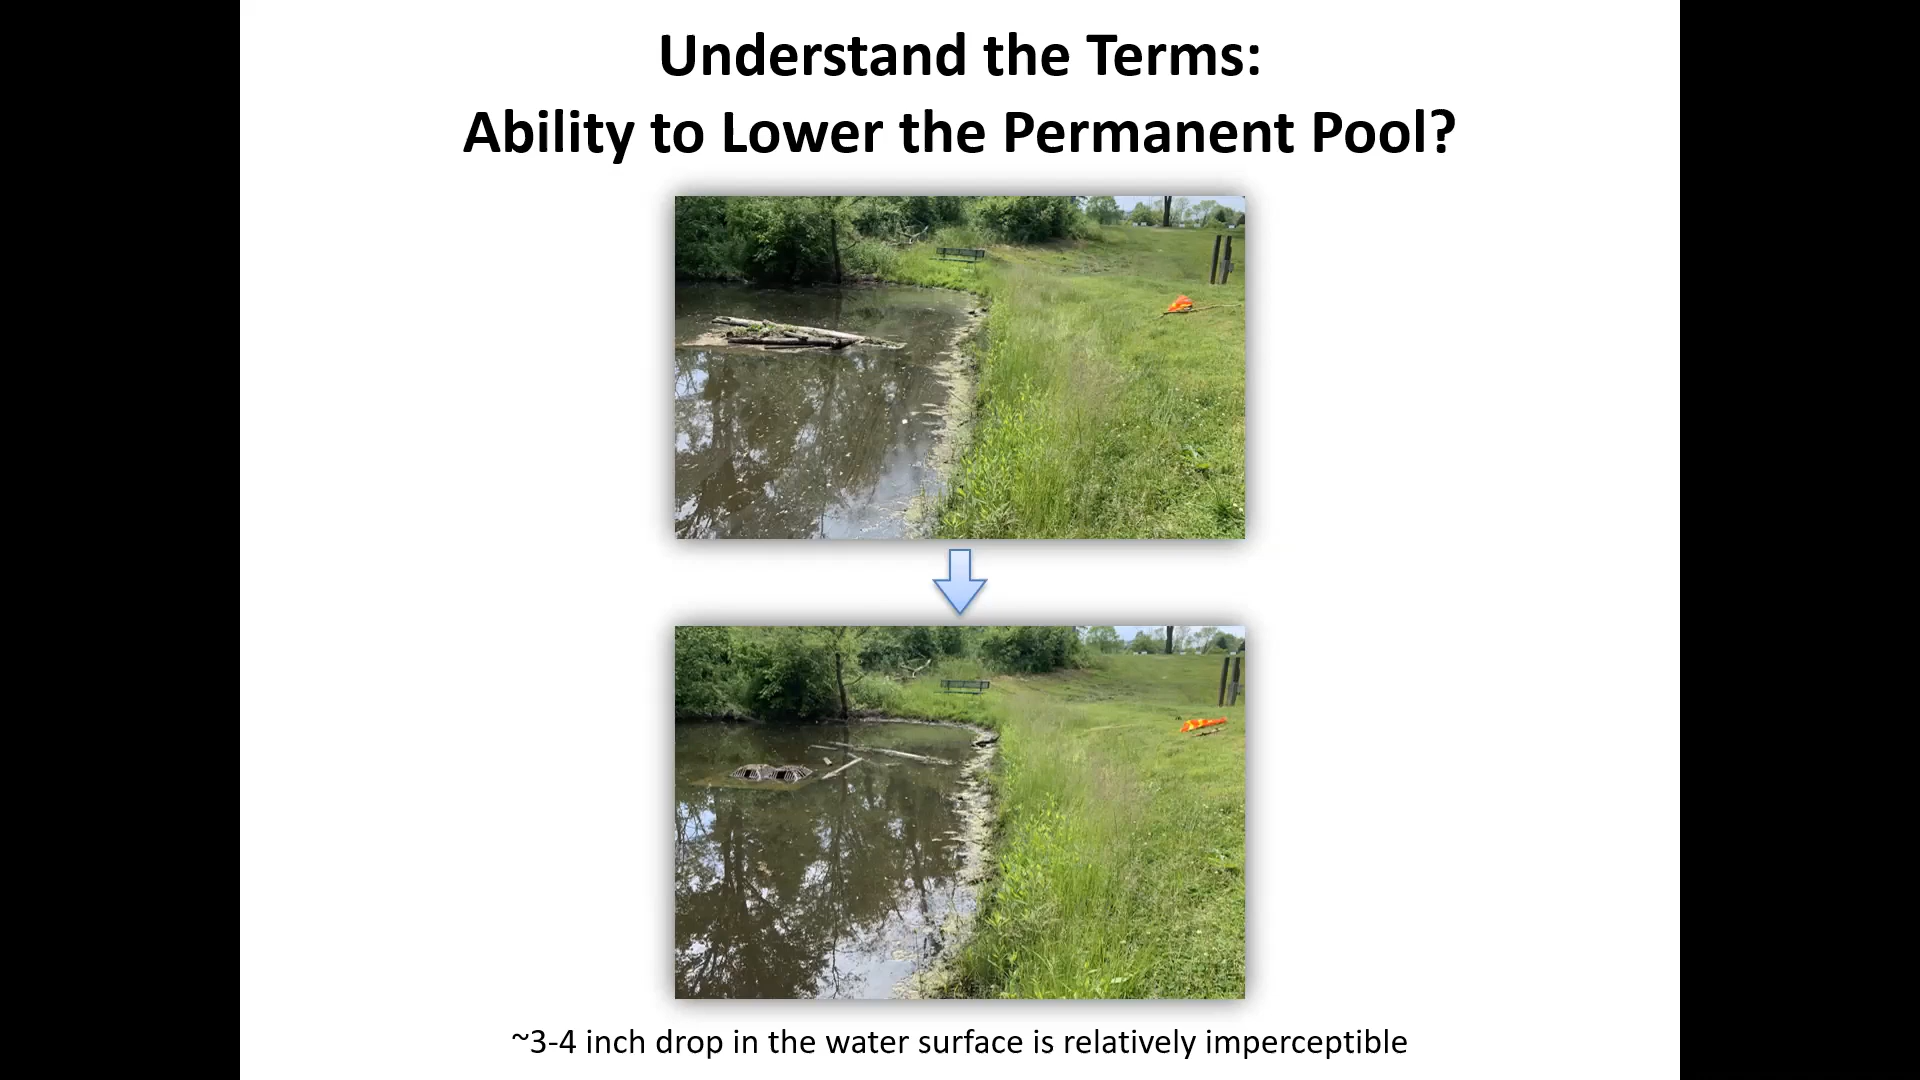 Understand the Terms:
Ability to Lower the Permanent Pool?
~3-4 inch drop in the water surface is relatively imperceptible